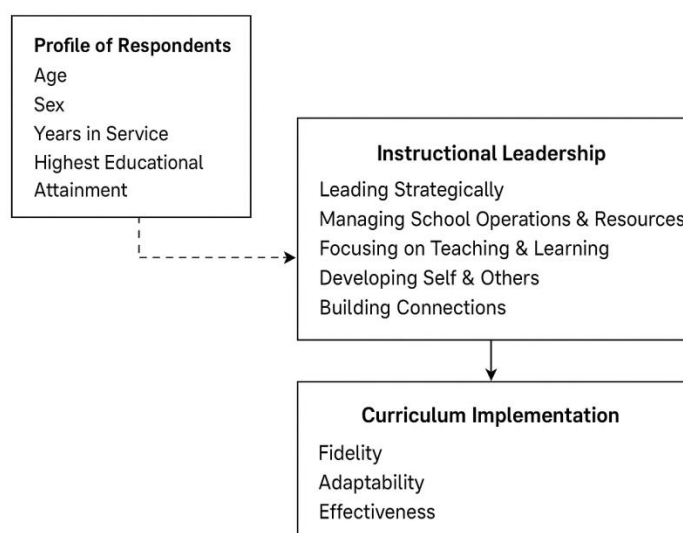 Profile of Respondents
Age
Sex
Years in Service
Highest Educational
Attainment
Instructional Leadership
Leading Strategically
Managing School Operations & Resources
Focusing on Teaching & Learning
Developing Self & Others
Building Connections
Curriculum Implementation
Fidelity
Adaptability
Effectiveness